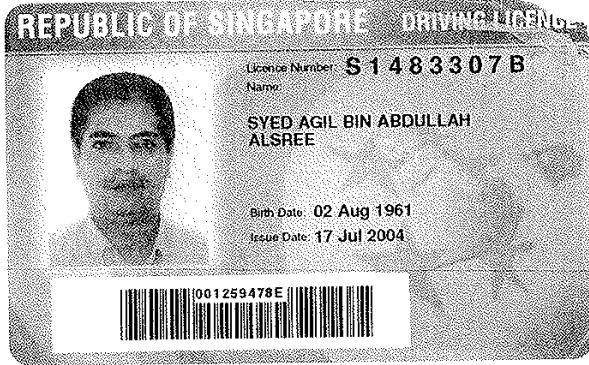 REPUBLIC OF SINGAPORE DRIVING LICENCE
Licence Number: S1483307B
Name:
SYED AGIL BIN ABDULLAH
ALSREE
Birth Date: 02 Aug 1961
Issue Date: 17 Jul 2004
001259478E